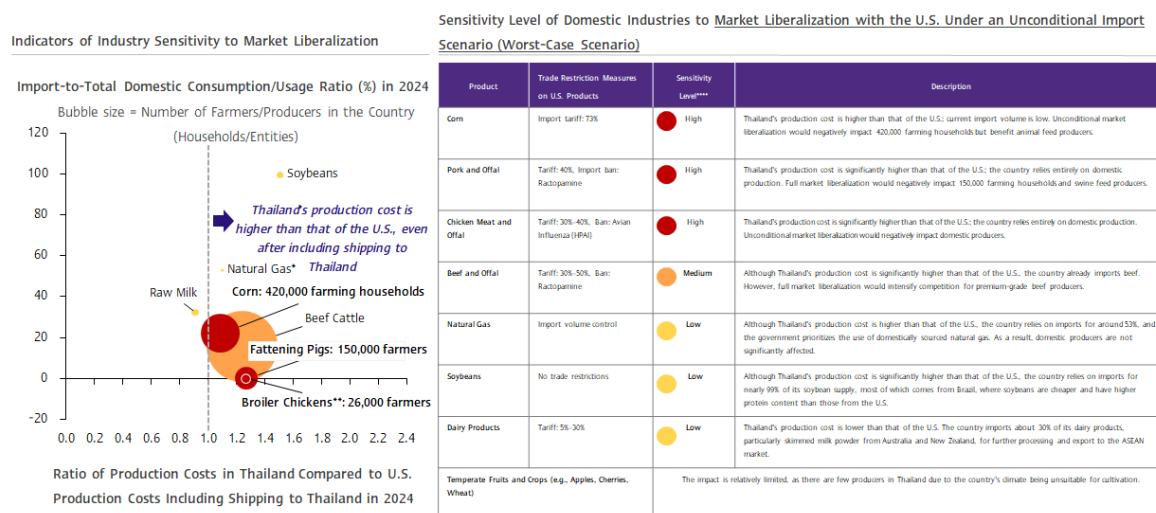 Indicators of Industry Sensitivity to Market Liberalization
Import-to-Total Domestic Consumption/Usage Ratio (%) in 2024
Bubble size = Number of Farmers/Producers in the Country
(Households/Entities)
120
100
80
60
40
20
0
-20
0.0 0.2 0.4 0.6 0.8 1.0 1.2 1.4 1.6 1.8 2.0 2.2 2.4
Soybeans
Thailand's production cost is
higher than that of the U.S., even
after including shipping to
Thailand
Natural Gas*
Raw Milk
Corn: 420,000 farming households
Beef Cattle
Fattening Pigs: 150,000 farmers
Broiler Chickens**: 26,000 farmers
Ratio of Production Costs in Thailand Compared to U.S.
Production Costs Including Shipping to Thailand in 2024
Sensitivity Level of Domestic Industries to Market Liberalization with the U.S. Under an Unconditional Import
Scenario (Worst-Case Scenario)
Product
Trade Restriction Measures
on U.S. Products
Sensitivity
Level****
Description
Corn
Import tariff: 73%
High
Thailand's production cost is higher than that of the U.S.; current import volume is low. Unconditional market
liberalization would negatively impact 420,000 farming households but benefit animal feed producers.
Pork and Offal
Tariff: 40%, Import ban:
Ractopamine
High
Thailand's production cost is significantly higher than that of the U.S.; the country relies entirely on domestic
production. Full market liberalization would negatively impact 150,000 farming households and swine feed producers.
Chicken Meat and
Offal
Tariff: 30%-40%, Ban: Avian
Influenza (HPAI)
High
Thailand's production cost is significantly higher than that of the U.S.; the country relies entirely on domestic production.
Unconditional market liberalization would negatively impact domestic producers.
Beef and Offal
Tariff: 30%-50%, Ban:
Ractopamine
Medium
Although Thailand's production cost is significantly higher than that of the U.S., the country already imports beef.
However, full market liberalization would intensify competition for premium-grade beef producers.
Natural Gas
Import volume control
Low
Although Thailand's production cost is higher than that of the U.S., the country relies on imports for around 53%, and
the government prioritizes the use of domestically sourced natural gas. As a result, domestic producers are not
significantly affected.
Soybeans
No trade restrictions
Low
Although Thailand's production cost is significantly higher than that of the U.S., the country relies on imports for
nearly 99% of its soybean supply, most of which comes from Brazil, where soybeans are cheaper and have higher
protein content than those from the U.S.
Dairy Products
Tariff: 5%-30%
Low
Thailand's production cost is lower than that of the U.S. The country imports about 30% of its dairy products,
particularly skimmed milk powder from Australia and New Zealand, for further processing and export to the ASEAN
market.
Temperate Fruits and Crops (e.g., Apples, Cherries,
Wheat)
The impact is relatively limited, as there are few producers in Thailand due to the country's climate being unsuitable for cultivation.